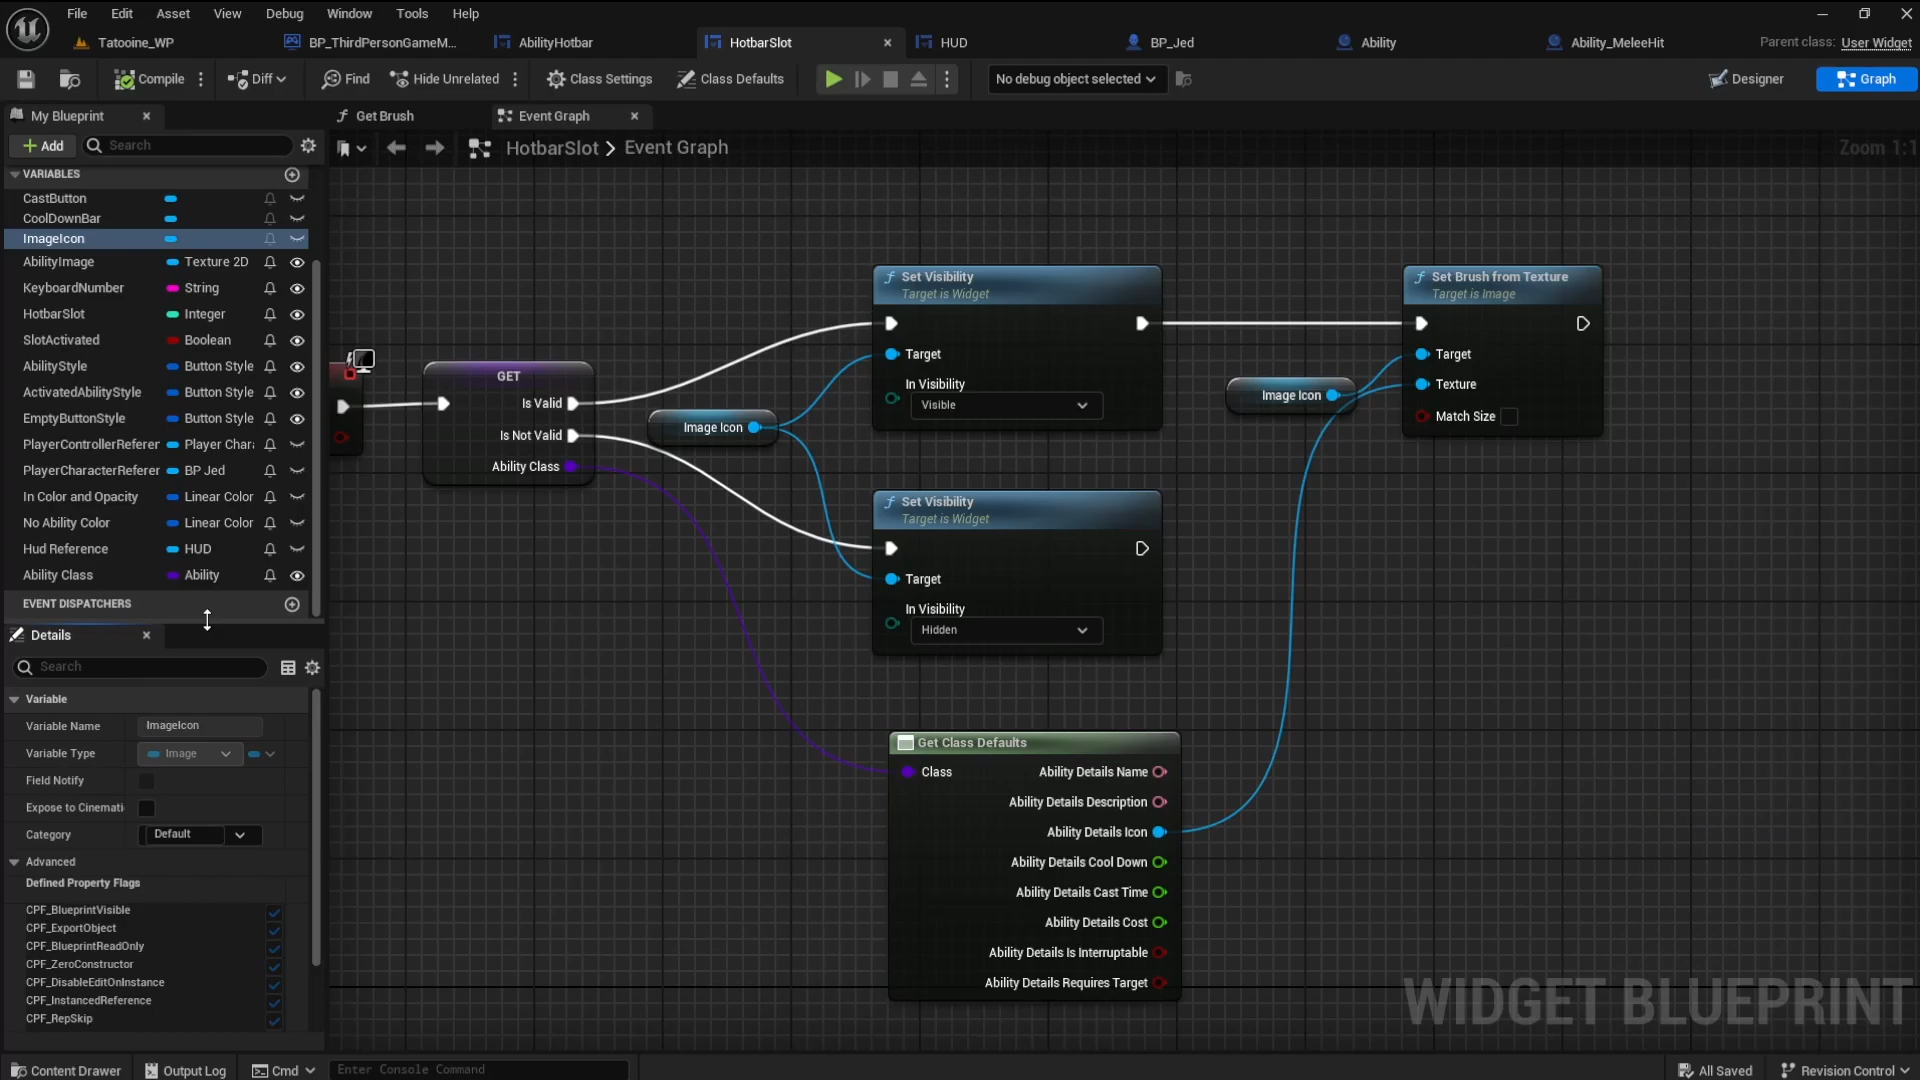 File Edit Asset View Debug Window Tools Help
Tatooine_WP BP_ThirdPersonGameM... AbilityHotbar HotbarSlot HUD BP_Jed Ability Ability_MeleeHit Parent class: User Widget
Compile Diff Find Hide Unrelated Class Settings Class Defaults No debug object selected Designer Graph
My Blueprint Get Brush Event Graph
Add Search HotbarSlot > Event Graph Zoom 1:1
VARIABLES
CastButton
CoolDownBar
ImageIcon
AbilityImage Texture 2D
KeyboardNumber String
HotbarSlot Integer
SlotActivated Boolean
AbilityStyle Button Style
ActivatedAbilityStyle Button Style
EmptyButtonStyle Button Style
PlayerControllerReferer Player Chara
PlayerCharacterReferer BP Jed
In Color and Opacity Linear Color
No Ability Color Linear Color
Hud Reference HUD
Ability Class Ability
EVENT DISPATCHERS
Details
Search
Variable
Variable Name ImageIcon
Variable Type Image
Field Notify
Expose to Cinemati
Category Default
Advanced
Defined Property Flags
CPF_BlueprintVisible
CPF_ExportObject
CPF_BlueprintReadOnly
CPF_ZeroConstructor
CPF_DisableEditOnInstance
CPF_InstancedReference
CPF_RepSkip
GET
Is Valid
Is Not Valid
Ability Class
Image Icon
Set Visibility
Target is Widget
Target
In Visibility
Visible
Set Visibility
Target is Widget
Target
In Visibility
Hidden
Image Icon
Set Brush from Texture
Target is Image
Target
Texture
Match Size
Get Class Defaults
Class Ability Details Name
Ability Details Description
Ability Details Icon
Ability Details Cool Down
Ability Details Cast Time
Ability Details Cost
Ability Details Is Interruptable
Ability Details Requires Target
WIDGET BLUEPRINT
Content Drawer Output Log Cmd Enter Console Command All Saved Revision Control